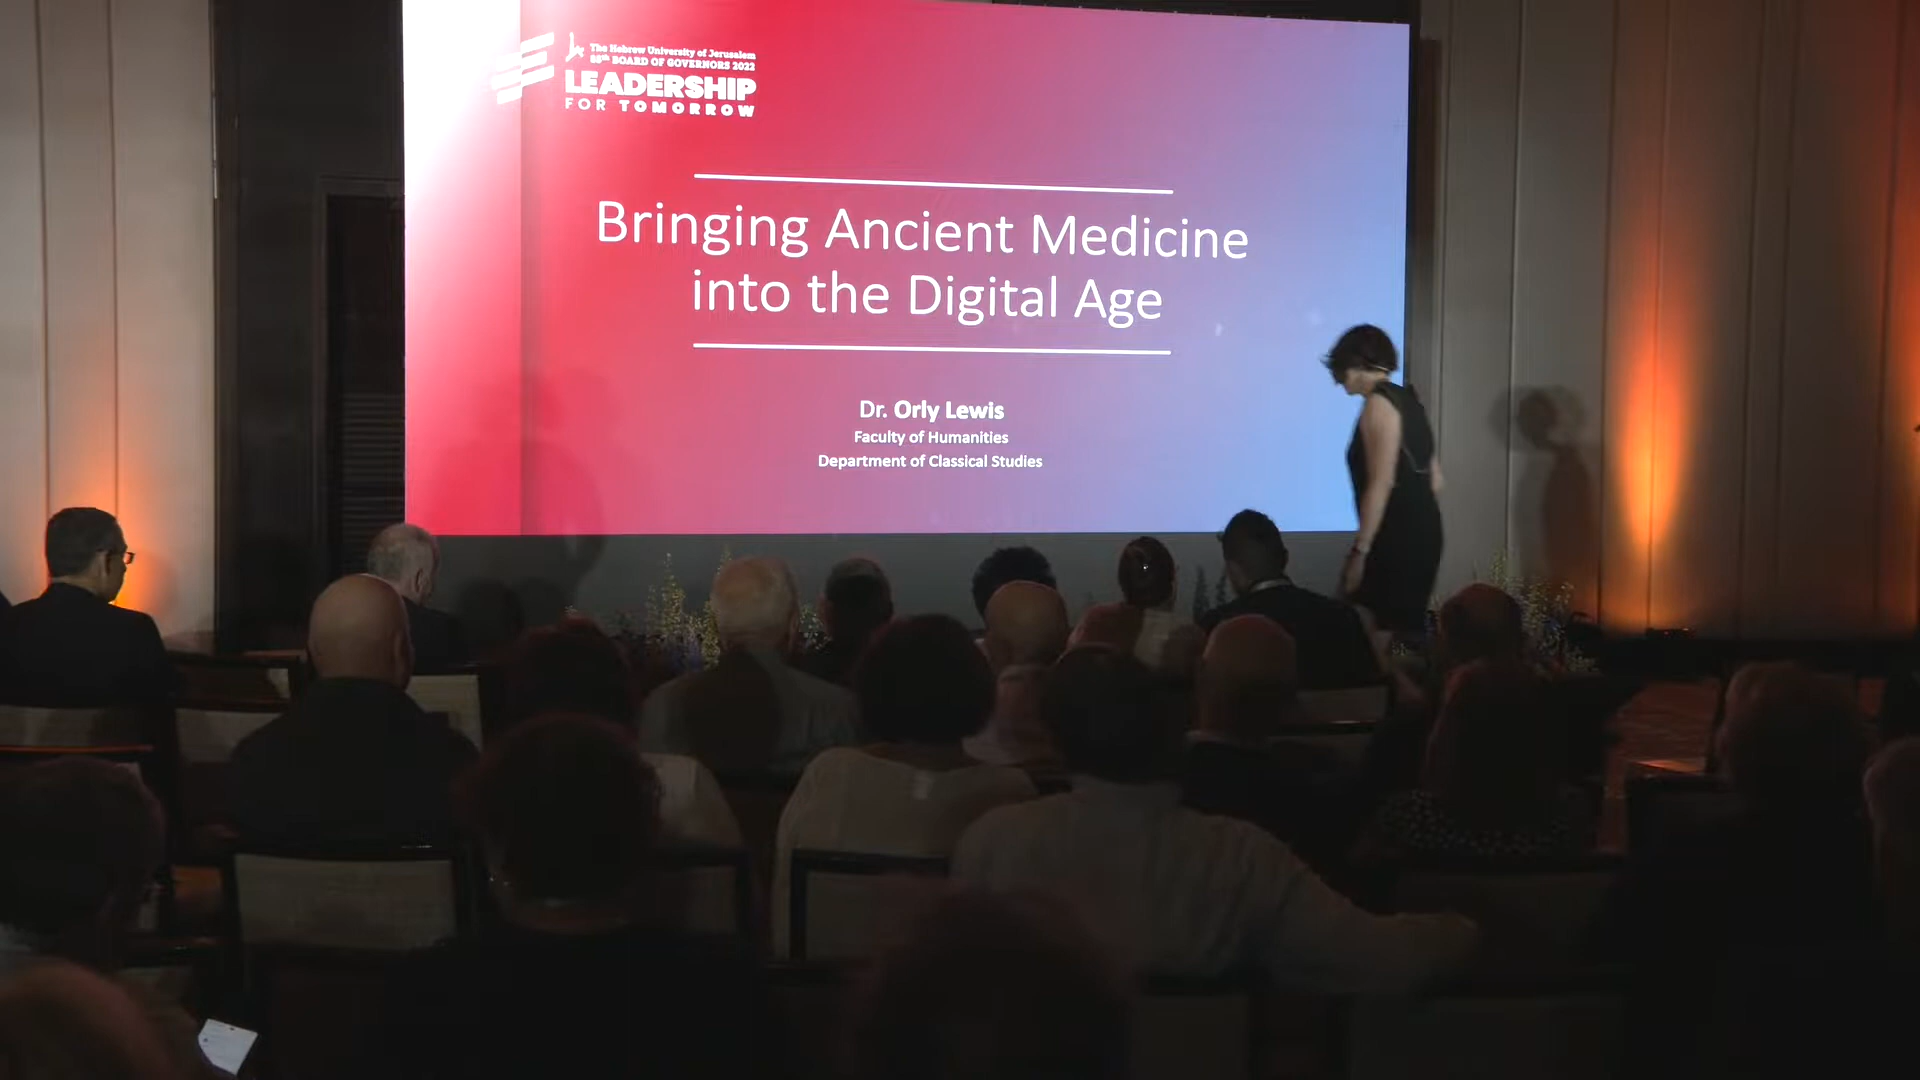 The Hebrew University of Jerusalem
85th BOARD OF GOVERNORS 2022
LEADERSHIP
FOR TOMORROW
Bringing Ancient Medicine
into the Digital Age
Dr. Orly Lewis
Faculty of Humanities
Department of Classical Studies